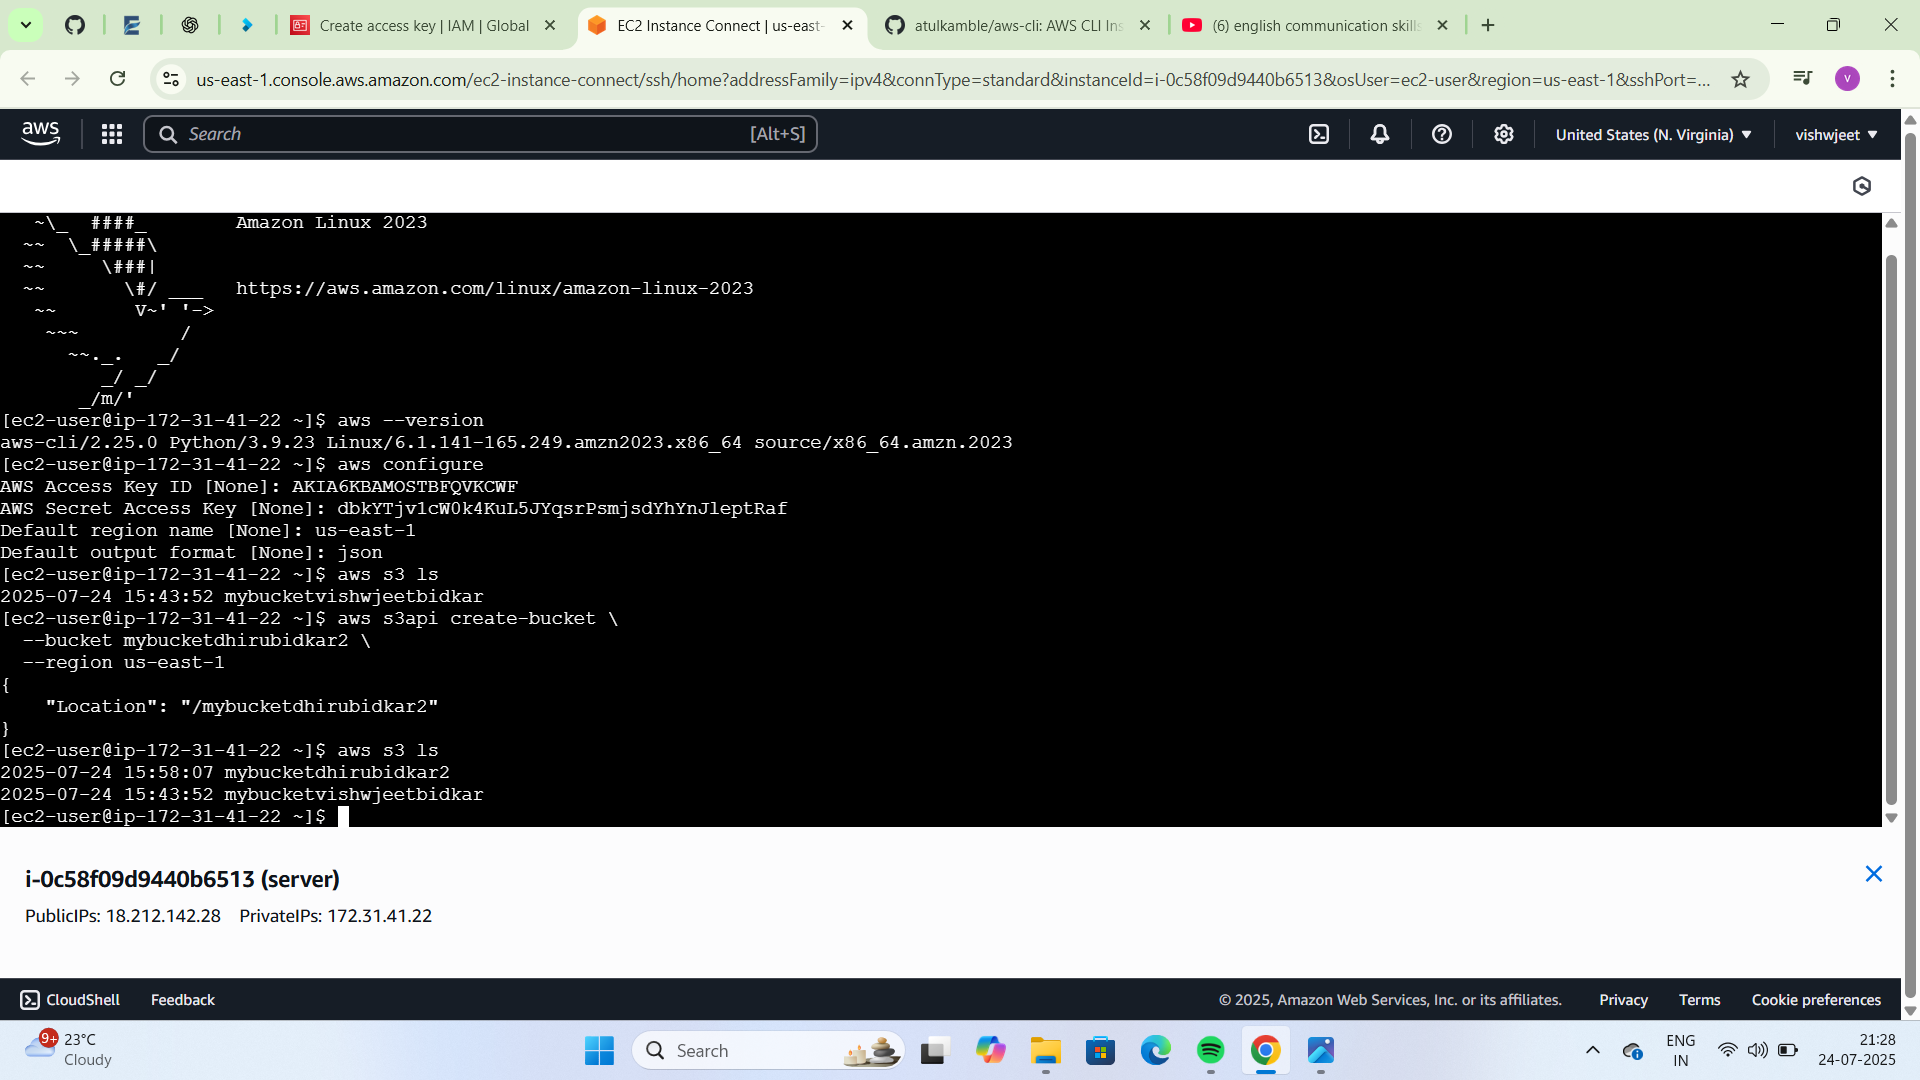 Create access key | IAM | Global
EC2 Instance Connect | us-east-
atulkamble/aws-cli: AWS CLI Ins
(6) english communication skills
us-east-1.console.aws.amazon.com/ec2-instance-connect/ssh/home?addressFamily=ipv4&connType=standard&instanceId=i-0c58f09d9440b6513&osUser=ec2-user&region=us-east-1&sshPort=...
V
aws
Search
[Alt+S]
United States (N. Virginia)
vishwjeet
   ~\_  ####_        Amazon Linux 2023
  ~~  \_#####\
  ~~     \###|
  ~~       \#/ ___   https://aws.amazon.com/linux/amazon-linux-2023
   ~~       V~' '->
    ~~~         /
      ~~._.   _/
         _/ _/
       _/m/'
[ec2-user@ip-172-31-41-22 ~]$ aws --version
aws-cli/2.25.0 Python/3.9.23 Linux/6.1.141-165.249.amzn2023.x86_64 source/x86_64.amzn.2023
[ec2-user@ip-172-31-41-22 ~]$ aws configure
AWS Access Key ID [None]: AKIA6KBAMOSTBFQVKCWF
AWS Secret Access Key [None]: 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
Default region name [None]: us-east-1
Default output format [None]: json
[ec2-user@ip-172-31-41-22 ~]$ aws s3 ls
2025-07-24 15:43:52 mybucketvishwjeetbidkar
[ec2-user@ip-172-31-41-22 ~]$ aws s3api create-bucket \
  --bucket mybucketdhirubidkar2 \
  --region us-east-1
{
    "Location": "/mybucketdhirubidkar2"
}
[ec2-user@ip-172-31-41-22 ~]$ aws s3 ls
2025-07-24 15:58:07 mybucketdhirubidkar2
2025-07-24 15:43:52 mybucketvishwjeetbidkar
[ec2-user@ip-172-31-41-22 ~]$
i-0c58f09d9440b6513 (server)
PublicIPs: 18.212.142.28 PrivateIPs: 172.31.41.22
CloudShell
Feedback
© 2025, Amazon Web Services, Inc. or its affiliates.
Privacy
Terms
Cookie preferences
9+
23°C
Cloudy
Search
ENG
IN
21:28
24-07-2025